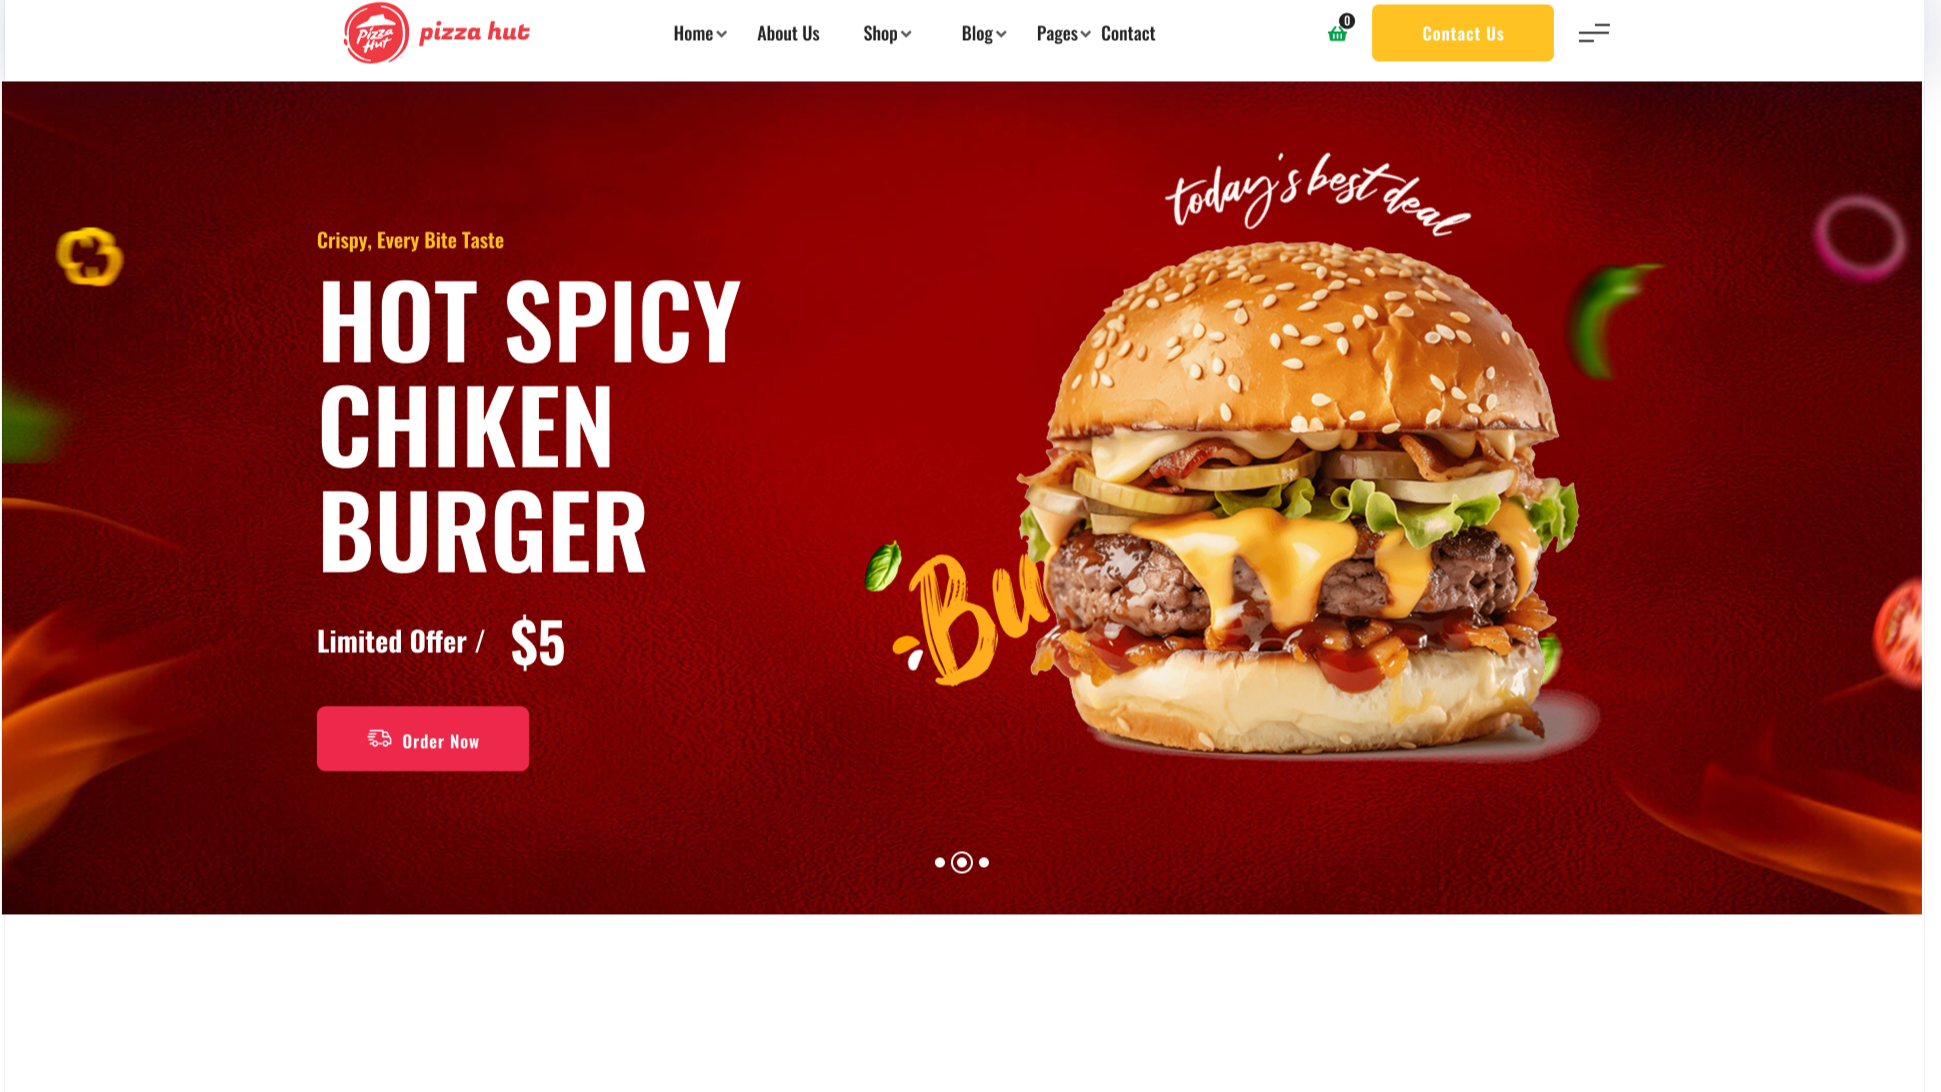 Pizza
Hut
pizza hut
Home
About Us
Shop
Blog
Pages
Contact
0
Contact Us
today's best deal
Crispy, Every Bite Taste
HOT SPICY
CHIKEN
BURGER
Bu
Limited Offer / $5
Order Now